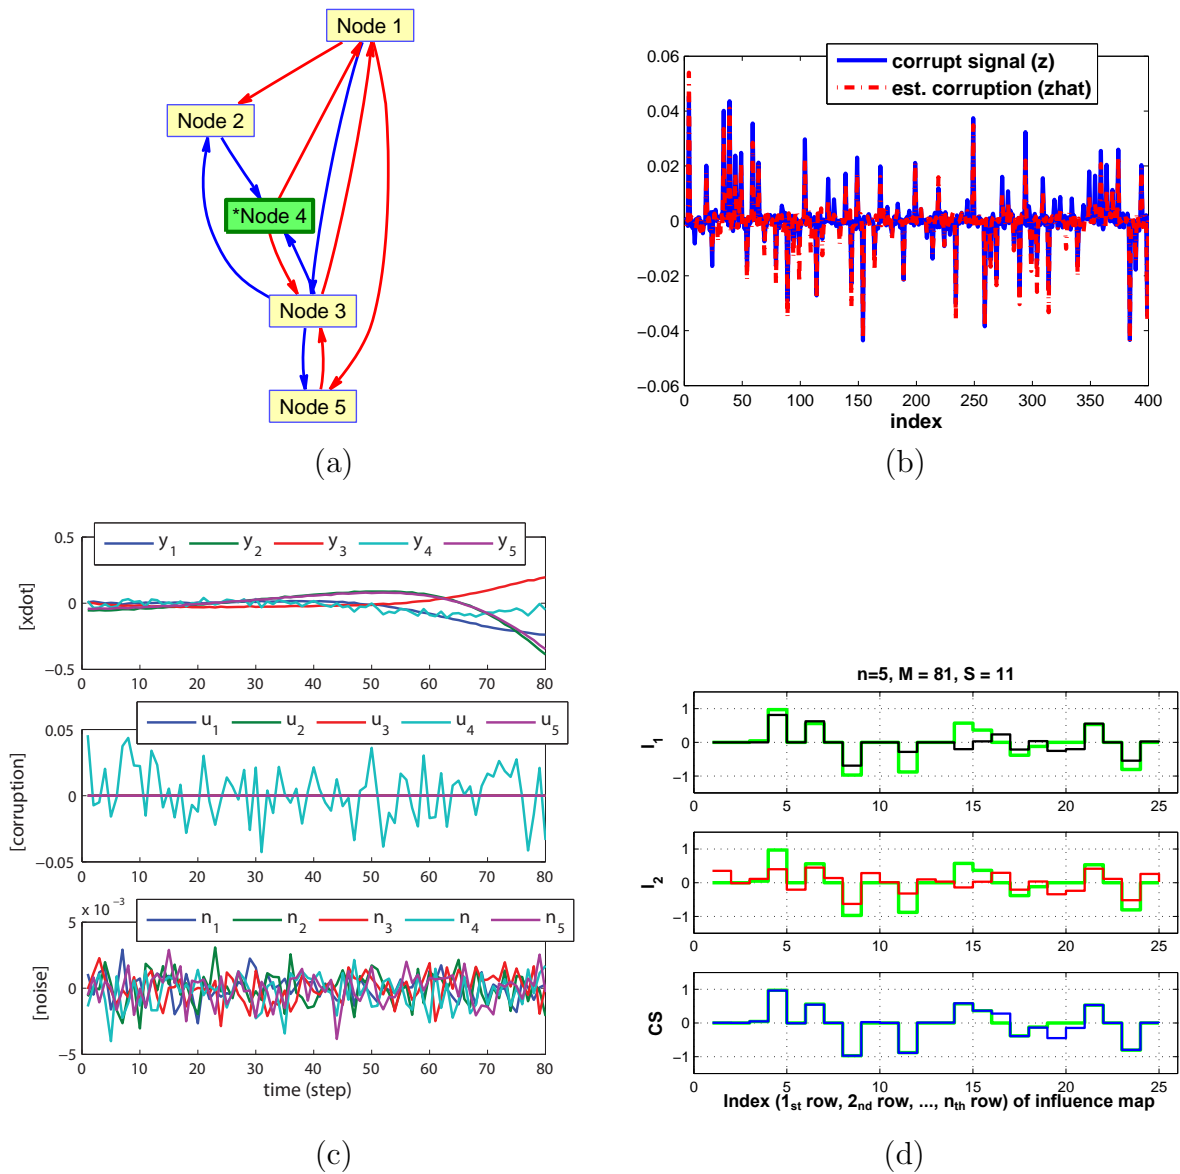 Node 1
Node 2
*Node 4
Node 3
Node 5
(a)
corrupt signal (z)
est. corruption (zhat)
0.06
0.04
0.02
0
−0.02
−0.04
−0.06
0 50 100 150 200 250 300 350 400
index
(b)
y1 y2 y3 y4 y5
[xdot]
0.5
0
−0.5
0 10 20 30 40 50 60 70 80
u1 u2 u3 u4 u5
[corruption]
0.05
0
−0.05
0 10 20 30 40 50 60 70 80
x 10−3
n1 n2 n3 n4 n5
[noise]
5
0
−5
0 10 20 30 40 50 60 70 80
time (step)
(c)
n=5, M = 81, S = 11
I1
1
0
−1
5 10 15 20 25
I2
1
0
−1
5 10 15 20 25
CS
1
0
−1
5 10 15 20 25
Index (1st row, 2nd row, ..., nth row) of influence map
(d)